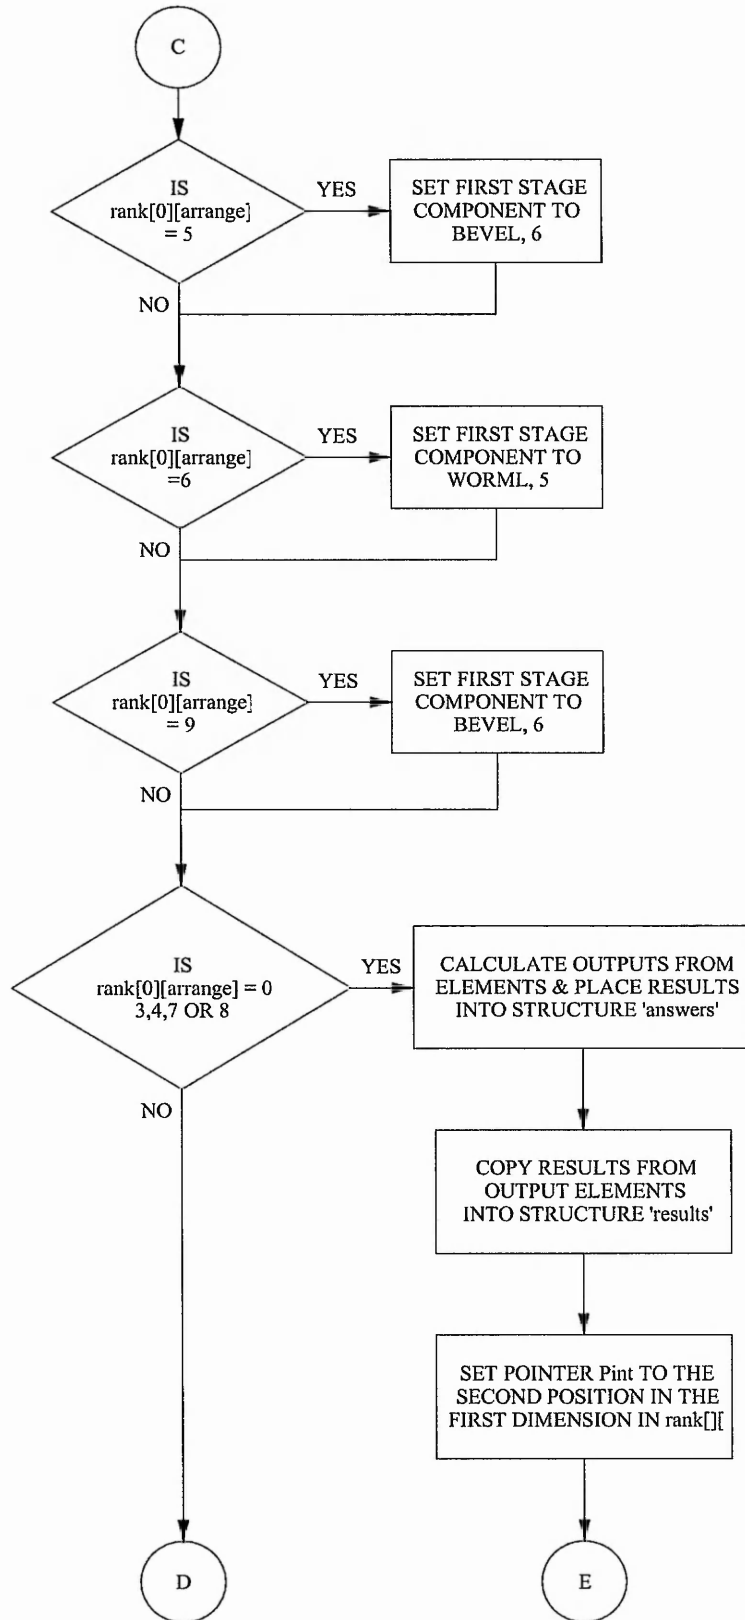 C
IS
rank[0][arrange]
= 5
YES
SET FIRST STAGE
COMPONENT TO
BEVEL, 6
NO
IS
rank[0][arrange]
=6
YES
SET FIRST STAGE
COMPONENT TO
WORML, 5
NO
IS
rank[0][arrange]
= 9
YES
SET FIRST STAGE
COMPONENT TO
BEVEL, 6
NO
IS
rank[0][arrange] = 0
3,4,7 OR 8
YES
CALCULATE OUTPUTS FROM
ELEMENTS & PLACE RESULTS
INTO STRUCTURE 'answers'
NO
COPY RESULTS FROM
OUTPUT ELEMENTS
INTO STRUCTURE 'results'
SET POINTER Pint TO THE
SECOND POSITION IN THE
FIRST DIMENSION IN rank[][
D
E